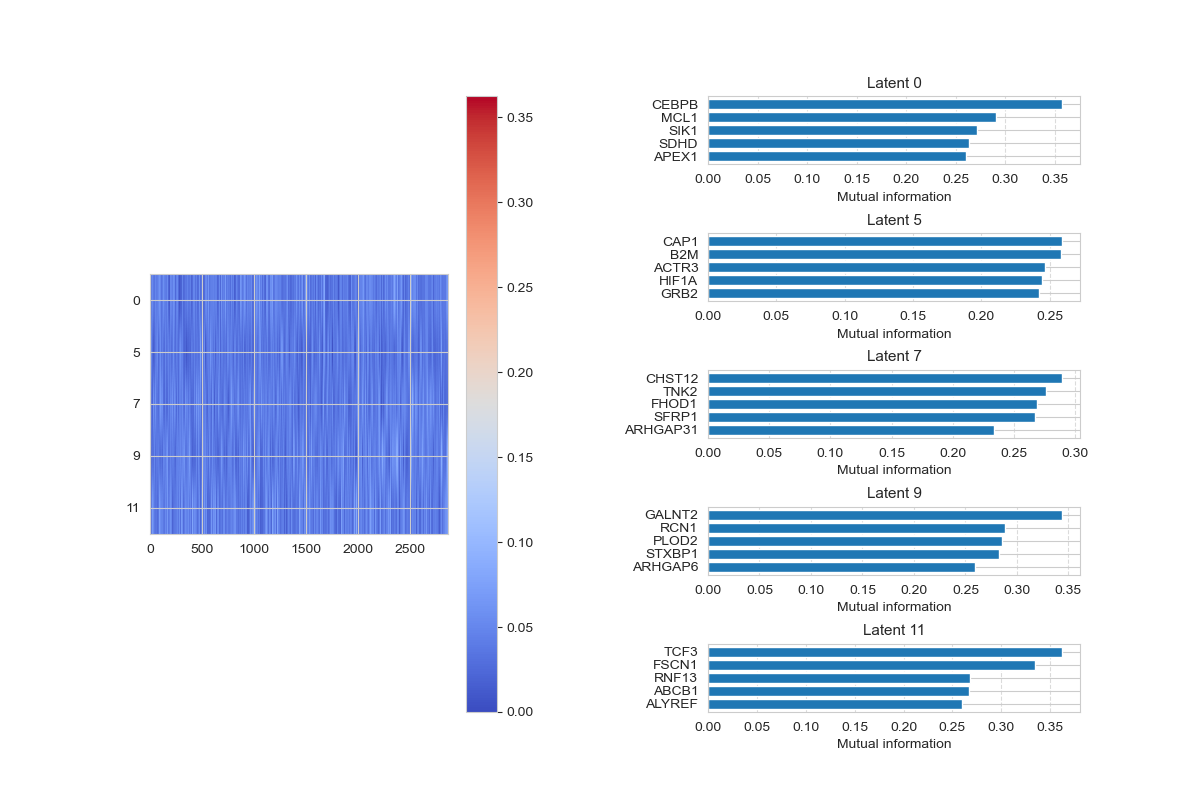 0
5
7
9
11
0 500 1000 1500 2000 2500
0.35
0.30
0.25
0.20
0.15
0.10
0.05
0.00
Latent 0
CEBPB
MCL1
SIK1
SDHD
APEX1
0.00 0.05 0.10 0.15 0.20 0.25 0.30 0.35
Mutual information
Latent 5
CAP1
B2M
ACTR3
HIF1A
GRB2
0.00 0.05 0.10 0.15 0.20 0.25
Mutual information
Latent 7
CHST12
TNK2
FHOD1
SFRP1
ARHGAP31
0.00 0.05 0.10 0.15 0.20 0.25 0.30
Mutual information
Latent 9
GALNT2
RCN1
PLOD2
STXBP1
ARHGAP6
0.00 0.05 0.10 0.15 0.20 0.25 0.30 0.35
Mutual information
Latent 11
TCF3
FSCN1
RNF13
ABCB1
ALYREF
0.00 0.05 0.10 0.15 0.20 0.25 0.30 0.35
Mutual information